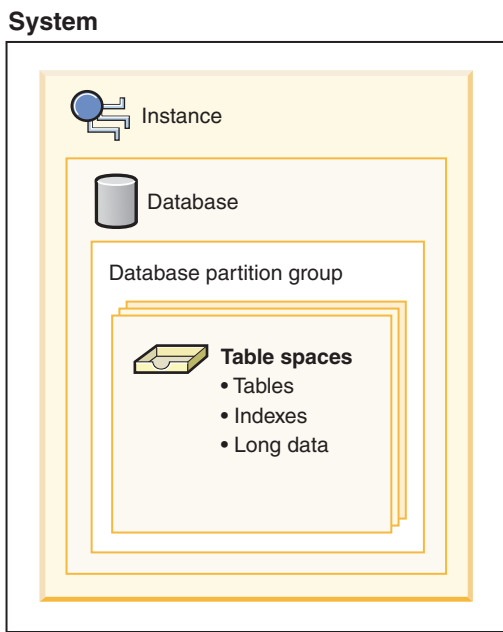 System
Instance
Database
Database partition group
Table spaces
• Tables
• Indexes
• Long data